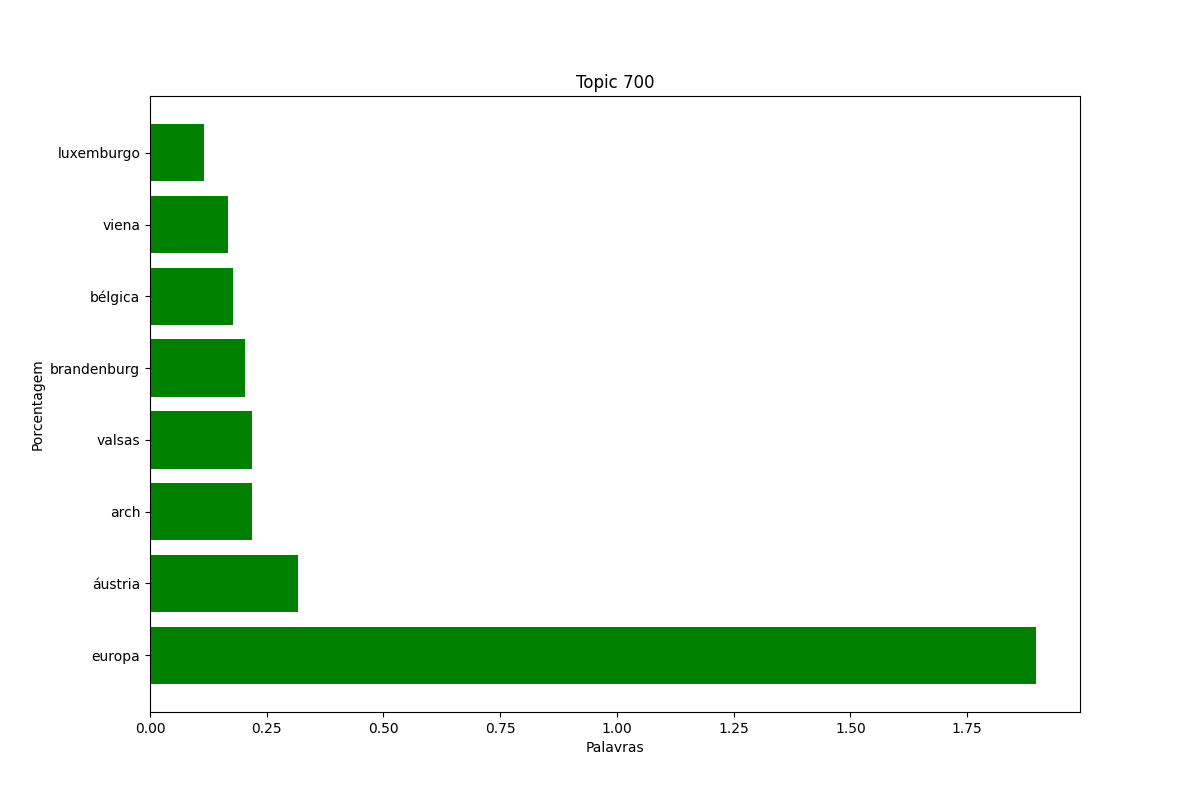 Topic 700
luxemburgo
viena
bélgica
brandenburg
valsas
arch
áustria
europa
Porcentagem
0.00 0.25 0.50 0.75 1.00 1.25 1.50 1.75
Palavras